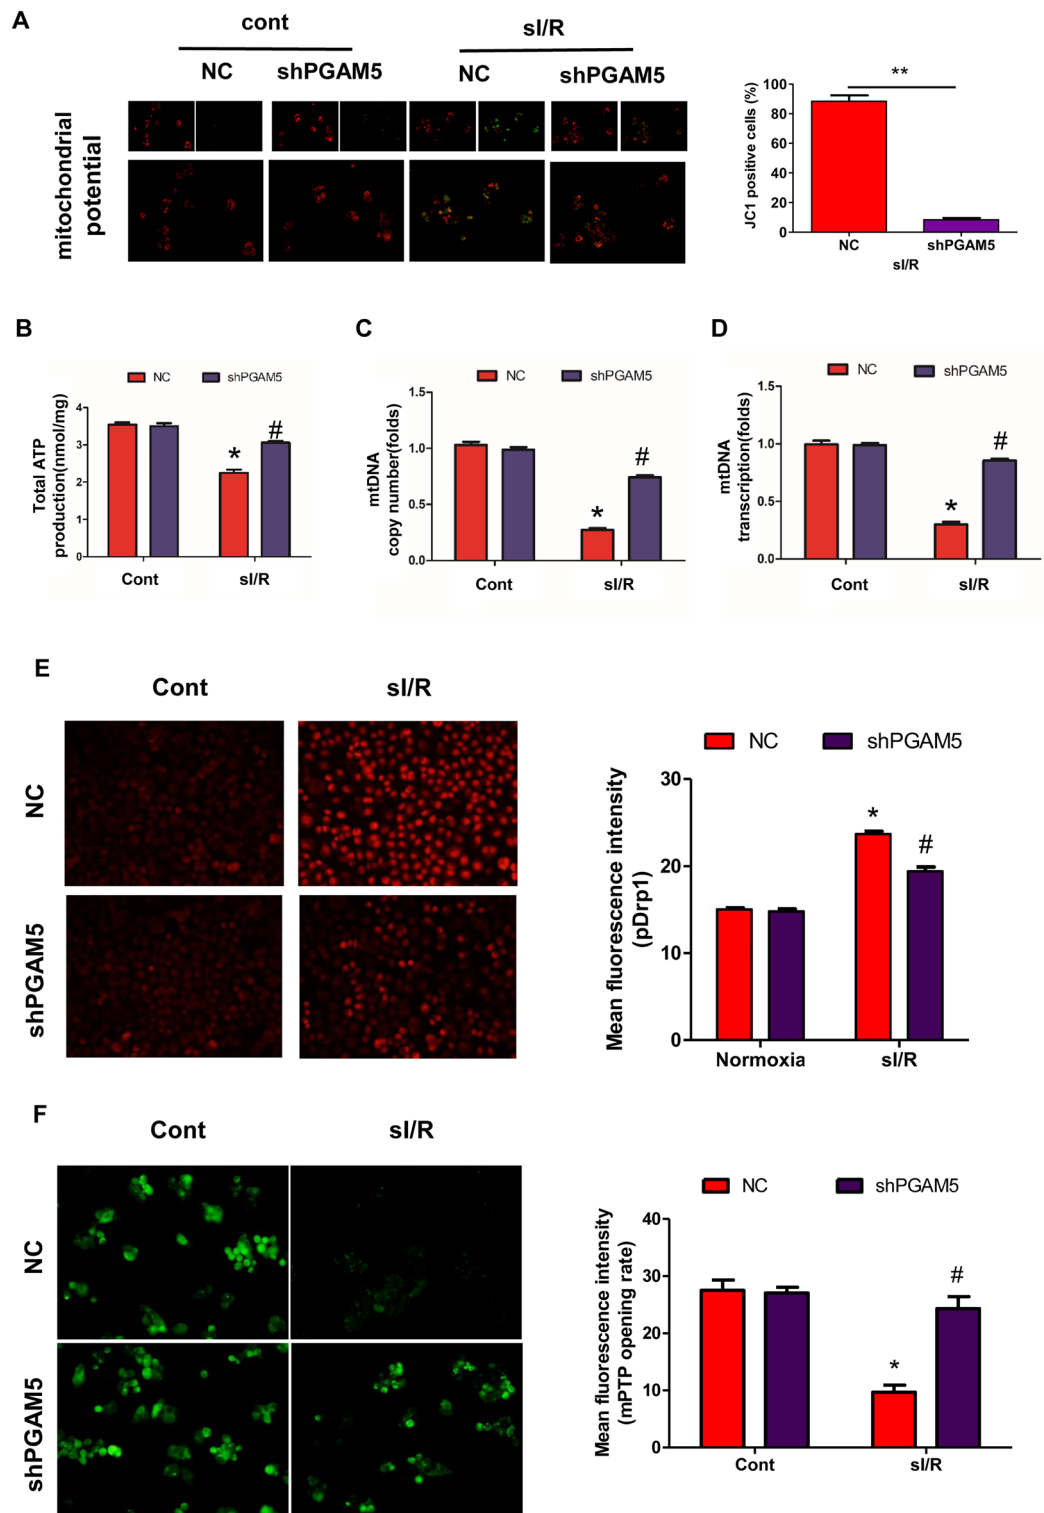 A
cont
sI/R
NC
shPGAM5
NC
shPGAM5
mitochondrial
potential
JC1 positive cells (%)
100
80
60
40
20
0
**
NC
shPGAM5
sI/R
B
NC
shPGAM5
Total ATP
production(nmol/mg)
4
3
2
1
0
*
#
Cont
sI/R
C
NC
shPGAM5
mtDNA
copy number(folds)
1.5
1.0
0.5
0.0
*
#
Cont
sI/R
D
NC
shPGAM5
mtDNA
transcription(folds)
1.5
1.0
0.5
0.0
*
#
Cont
sI/R
E
Cont
sI/R
NC
shPGAM5
NC
shPGAM5
Mean fluorescence intensity
(pDrp1)
30
20
10
0
*
#
Normoxia
sI/R
F
Cont
sI/R
NC
shPGAM5
NC
shPGAM5
Mean fluorescence intensity
(mPTP opening rate)
40
30
20
10
0
*
#
Cont
sI/R